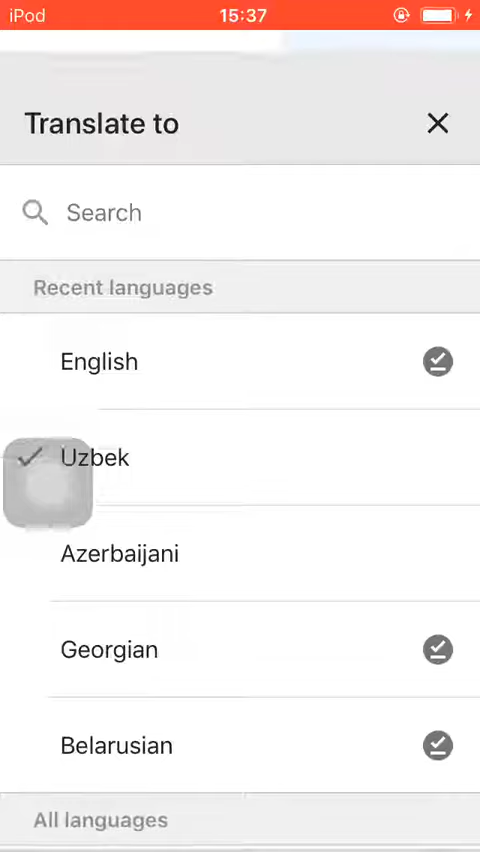 iPod 15:37
Translate to
Search
Recent languages
English
Uzbek
Azerbaijani
Georgian
Belarusian
All languages